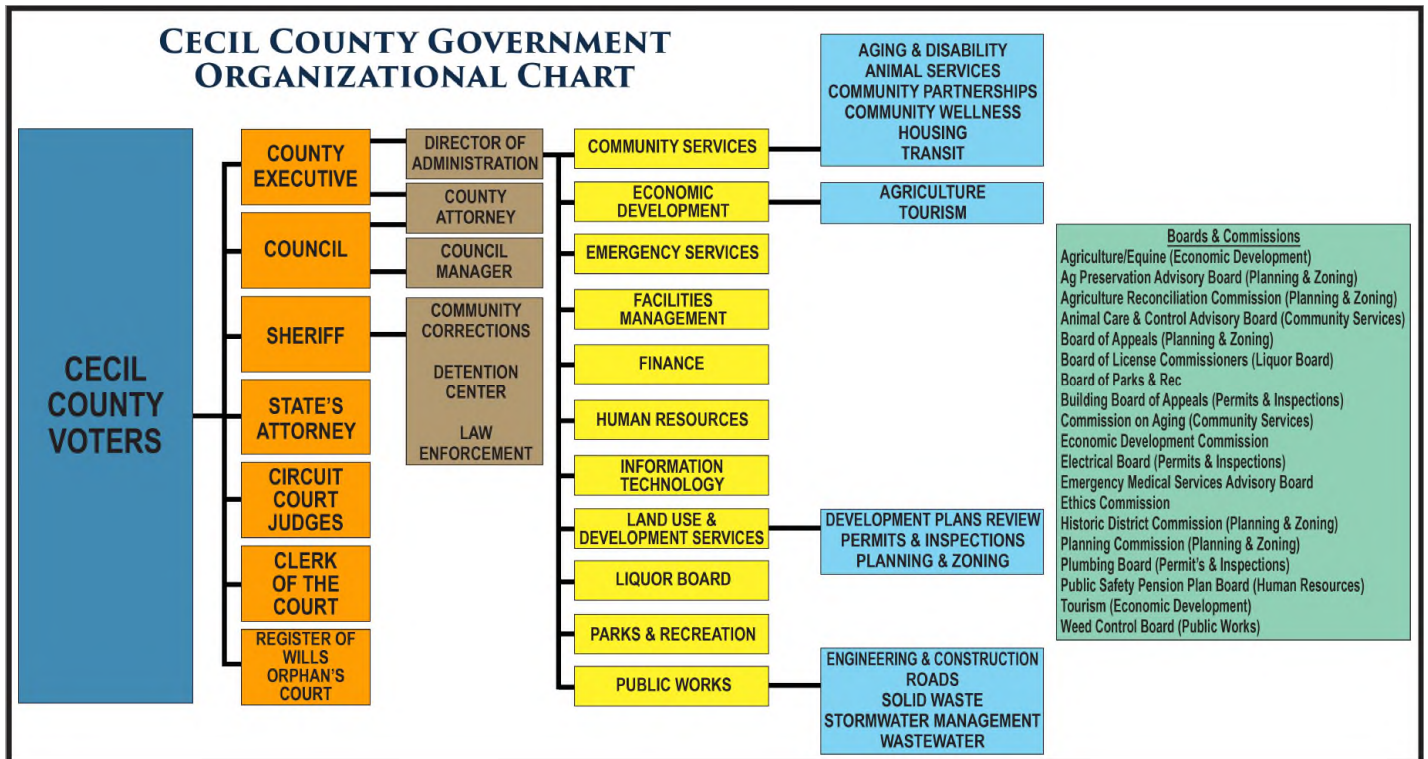 CECIL COUNTY GOVERNMENT
ORGANIZATIONAL CHART
CECIL
COUNTY
VOTERS
COUNTY
EXECUTIVE
COUNCIL
SHERIFF
STATE'S
ATTORNEY
CIRCUIT
COURT
JUDGES
CLERK
OF THE
COURT
REGISTER OF
WILLS
ORPHAN'S
COURT
DIRECTOR OF
ADMINISTRATION
COUNTY
ATTORNEY
COUNCIL
MANAGER
COMMUNITY
CORRECTIONS
DETENTION
CENTER
LAW
ENFORCEMENT
COMMUNITY SERVICES
ECONOMIC
DEVELOPMENT
EMERGENCY SERVICES
FACILITIES
MANAGEMENT
FINANCE
HUMAN RESOURCES
INFORMATION
TECHNOLOGY
LAND USE &
DEVELOPMENT SERVICES
LIQUOR BOARD
PARKS & RECREATION
PUBLIC WORKS
AGING & DISABILITY
ANIMAL SERVICES
COMMUNITY PARTNERSHIPS
COMMUNITY WELLNESS
HOUSING
TRANSIT
AGRICULTURE
TOURISM
DEVELOPMENT PLANS REVIEW
PERMITS & INSPECTIONS
PLANNING & ZONING
ENGINEERING & CONSTRUCTION
ROADS
SOLID WASTE
STORMWATER MANAGEMENT
WASTEWATER
Boards & Commissions
Agriculture/Equine (Economic Development)
Ag Preservation Advisory Board (Planning & Zoning)
Agriculture Reconciliation Commission (Planning & Zoning)
Animal Care & Control Advisory Board (Community Services)
Board of Appeals (Planning & Zoning)
Board of License Commissioners (Liquor Board)
Board of Parks & Rec
Building Board of Appeals (Permits & Inspections)
Commission on Aging (Community Services)
Economic Development Commission
Electrical Board (Permits & Inspections)
Emergency Medical Services Advisory Board
Ethics Commission
Historic District Commission (Planning & Zoning)
Planning Commission (Planning & Zoning)
Plumbing Board (Permit's & Inspections)
Public Safety Pension Plan Board (Human Resources)
Tourism (Economic Development)
Weed Control Board (Public Works)